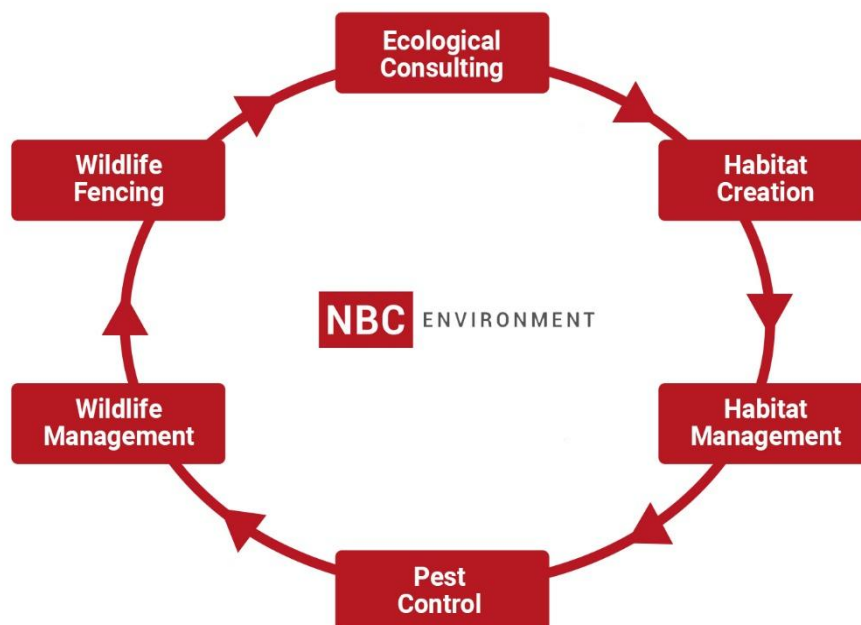 Ecological
Consulting
Wildlife
Fencing
Habitat
Creation
NBC ENVIRONMENT
Wildlife
Management
Habitat
Management
Pest
Control